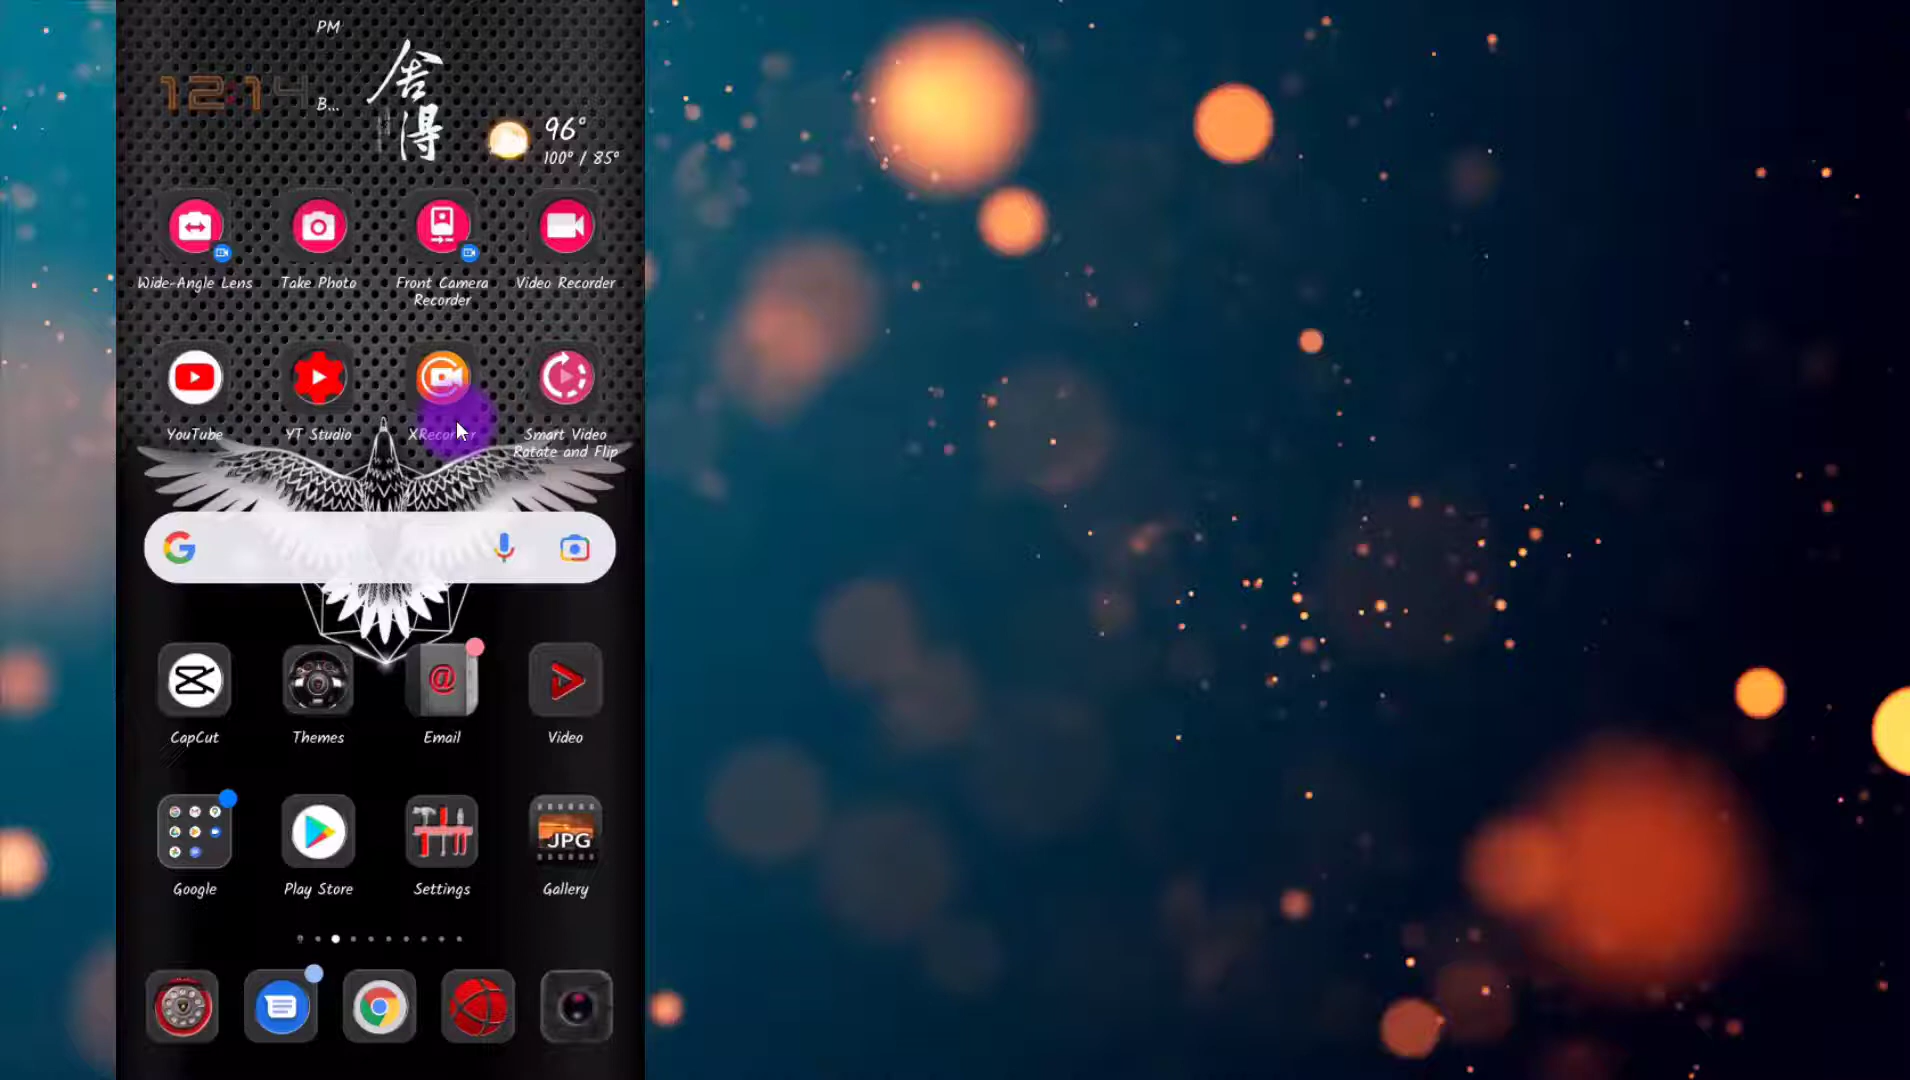 PM
12:14
B...
舍
得
96°
100° / 85°
Wide-Angle Lens
Take Photo
Front Camera
Recorder
Video Recorder
YouTube
YT Studio
XRecorder
Smart Video
Rotate and Flip
CapCut
Themes
Email
Video
JPG
Google
Play Store
Settings
Gallery